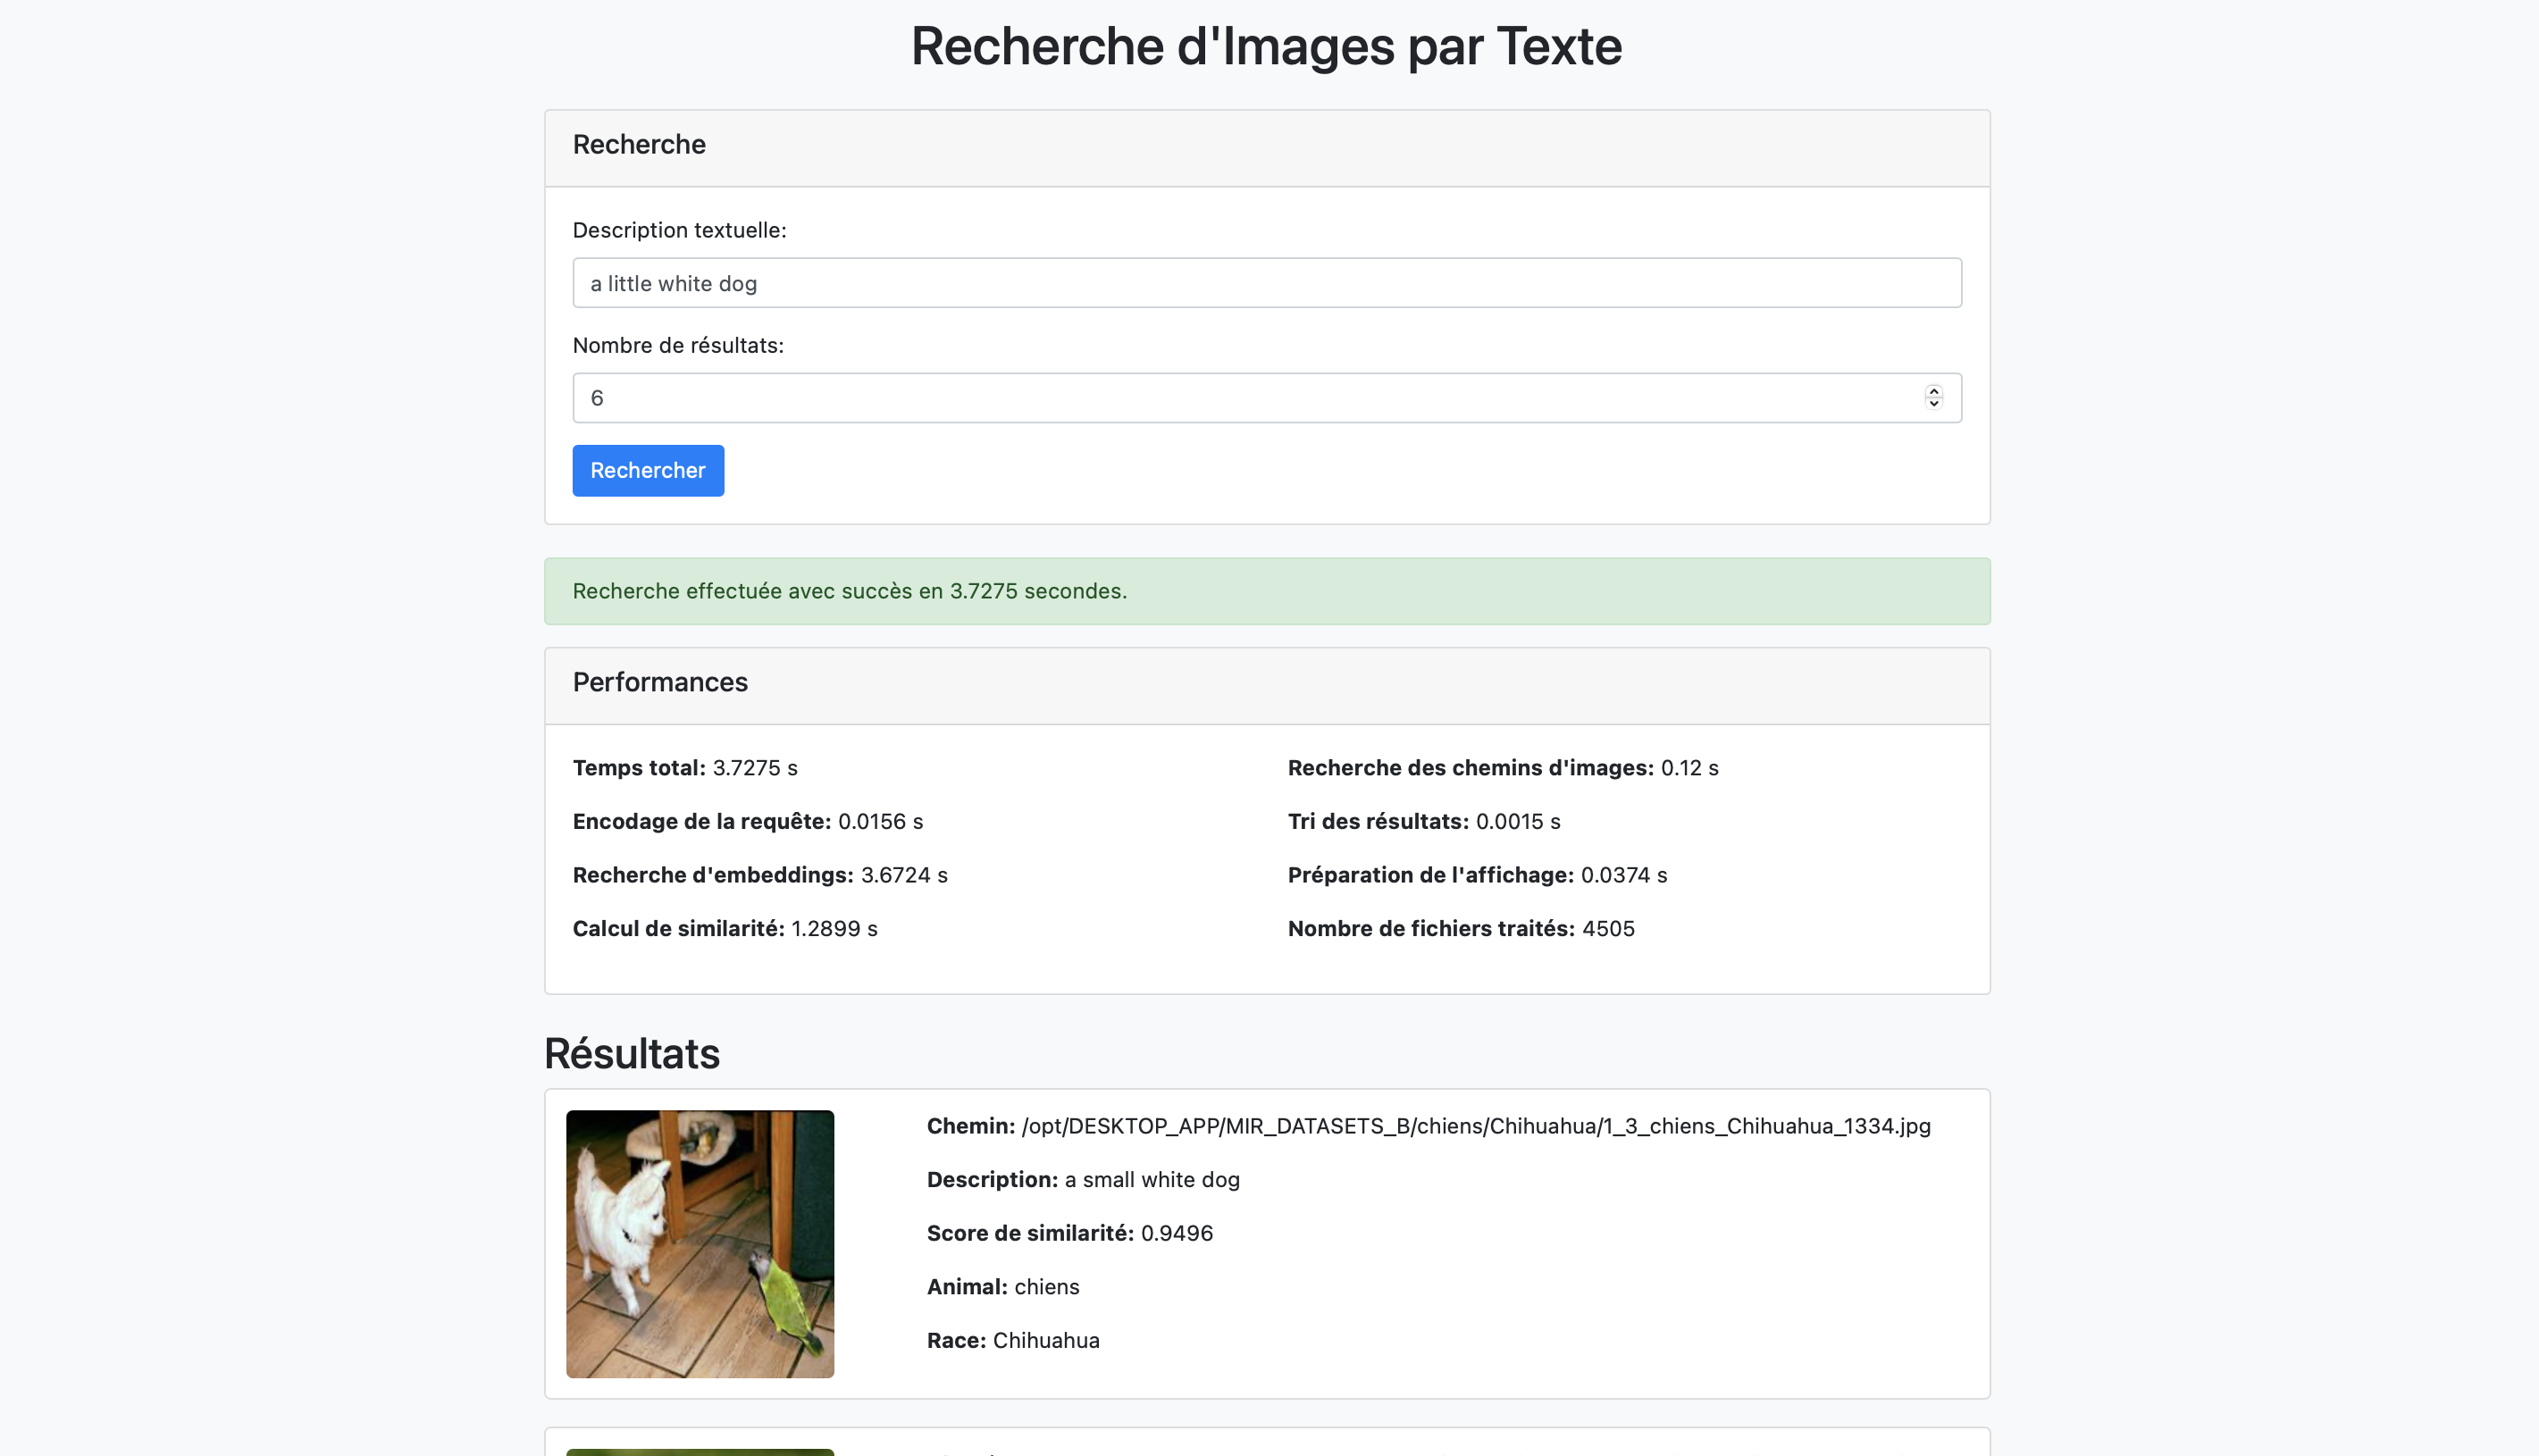 Recherche d'Images par Texte
Recherche
Description textuelle:
a little white dog
Nombre de résultats:
6
Rechercher
Recherche effectuée avec succès en 3.7275 secondes.
Performances
Temps total: 3.7275 s
Encodage de la requête: 0.0156 s
Recherche d'embeddings: 3.6724 s
Calcul de similarité: 1.2899 s
Recherche des chemins d'images: 0.12 s
Tri des résultats: 0.0015 s
Préparation de l'affichage: 0.0374 s
Nombre de fichiers traités: 4505
Résultats
Chemin: /opt/DESKTOP_APP/MIR_DATASETS_B/chiens/Chihuahua/1_3_chiens_Chihuahua_1334.jpg
Description: a small white dog
Score de similarité: 0.9496
Animal: chiens
Race: Chihuahua